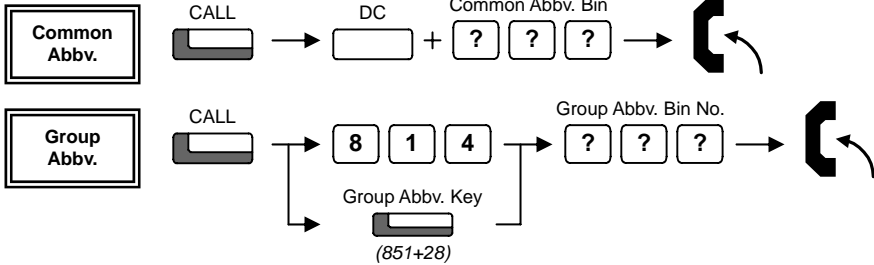 Common Abbv.
CALL
DC
+
Common Abbv. Bin
? ? ?
Group Abbv.
CALL
8 1 4
Group Abbv. Key
(851+28)
Group Abbv. Bin No.
? ? ?